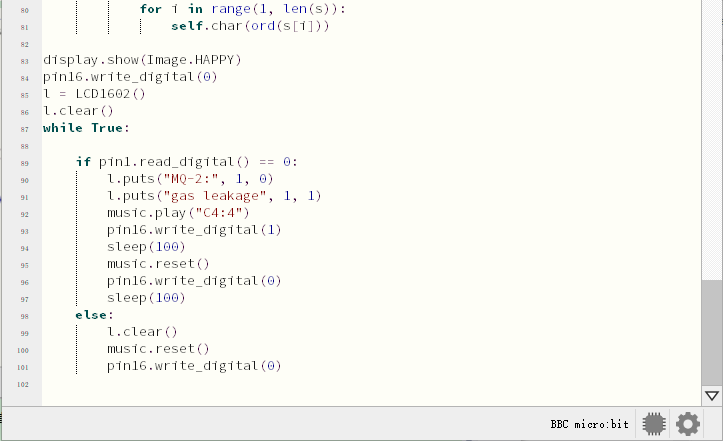 80 for i in range(1, len(s)):
81 self.char(ord(s[i]))
82
83 display.show(Image.HAPPY)
84 pin16.write_digital(0)
85 l = LCD1602()
86 l.clear()
87 while True:
88
89 if pin1.read_digital() == 0:
90 l.puts("MQ-2:", 1, 0)
91 l.puts("gas leakage", 1, 1)
92 music.play("C4:4")
93 pin16.write_digital(1)
94 sleep(100)
95 music.reset()
96 pin16.write_digital(0)
97 sleep(100)
98 else:
99 l.clear()
100 music.reset()
101 pin16.write_digital(0)
102
BBC micro:bit